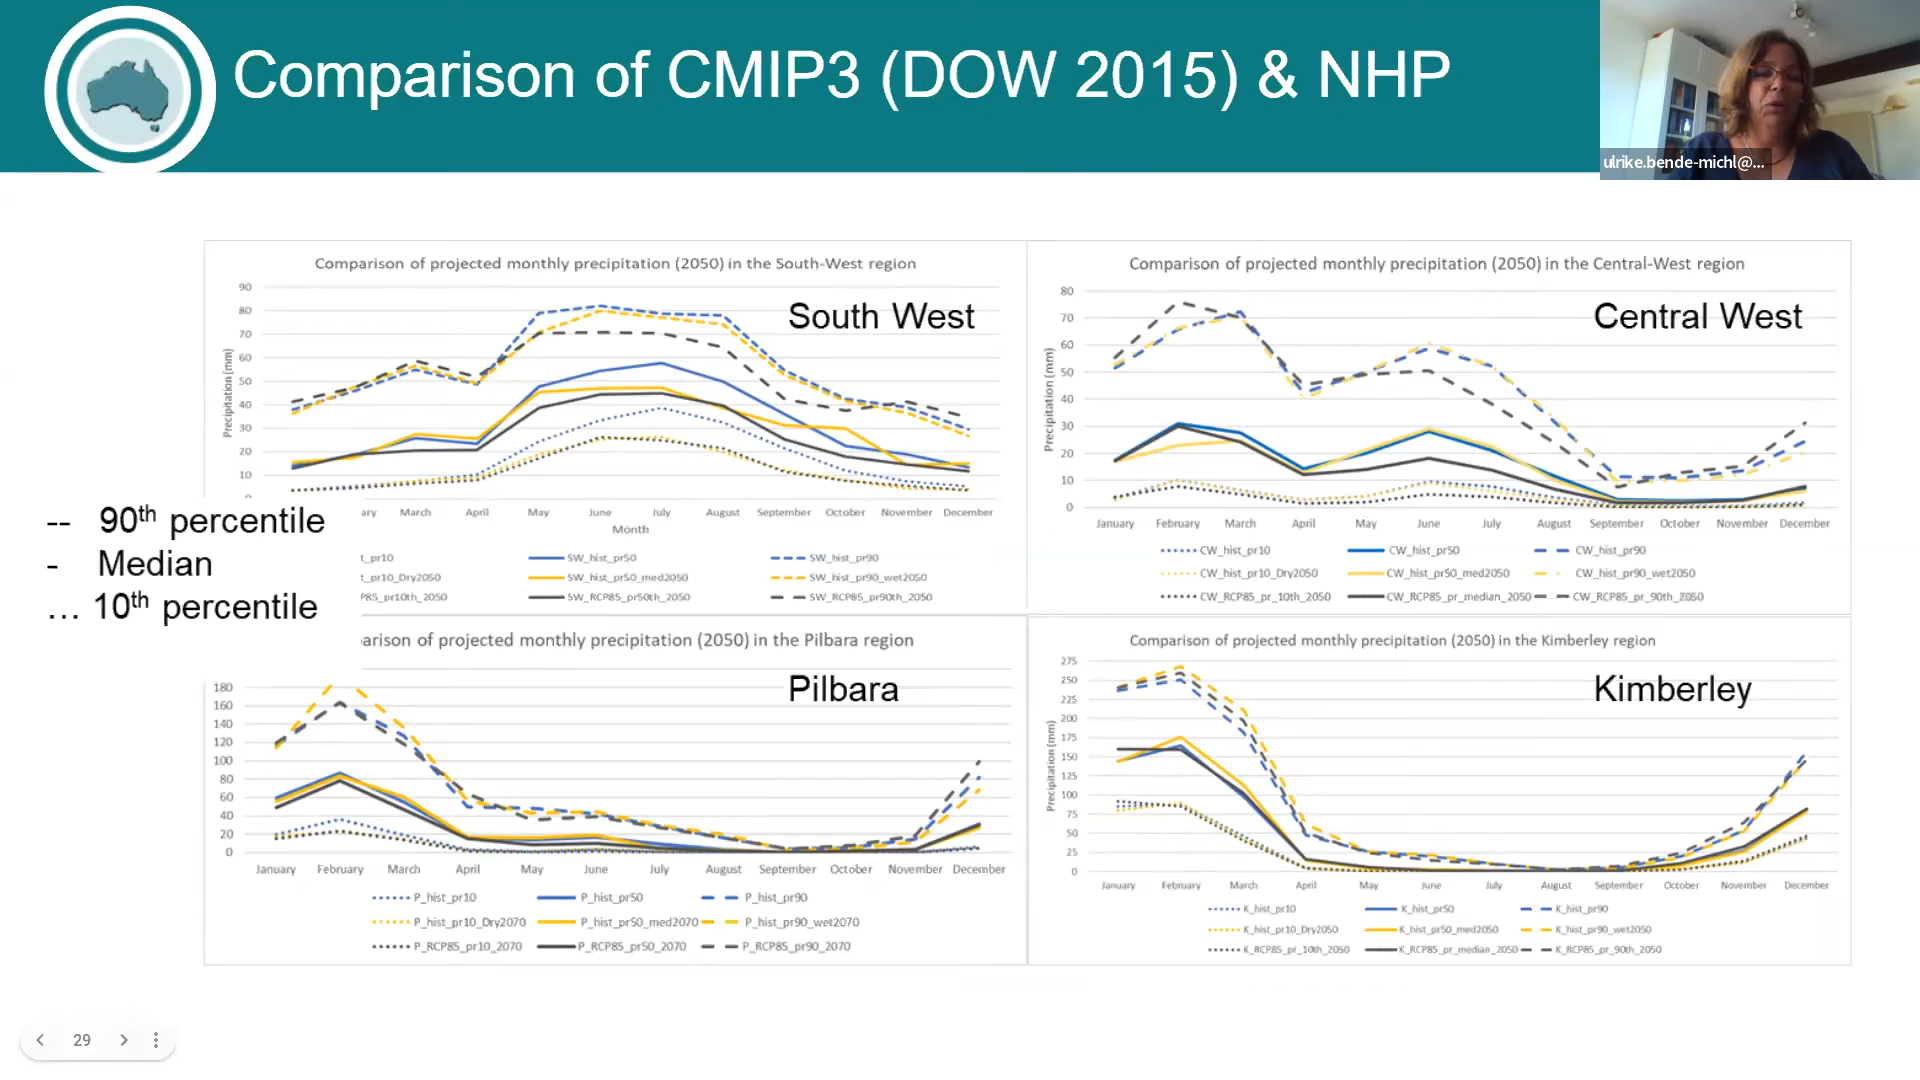 Comparison of CMIP3 (DOW 2015) & NHP
ulrike.bende-michl@...
Comparison of projected monthly precipitation (2050) in the South-West region
South West
Precipitation (mm)
90
80
70
60
50
40
30
20
10
ary March April May June July August September October November December
Month
t_pr10 SW_hist_pr50 SW_hist_pr90
t_pr10_Dry2050 SW_hist_pr50_med2050 SW_hist_pr90_wet2050
P85_pr10th_2050 SW_RCP85_pr50th_2050 SW_RCP85_pr90th_2050
Comparison of projected monthly precipitation (2050) in the Central-West region
Central West
Precipitation (mm)
80
70
60
50
40
30
20
10
0
January February March April May June July August September October November December
CW_hist_pr10 CW_hist_pr50 CW_hist_pr90
CW_hist_pr10_Dry2050 CW_hist_pr50_med2050 CW_hist_pr90_wet2050
CW_RCP85_pr_10th_2050 CW_RCP85_pr_median_2050 CW_RCP85_pr_90th_2050
-- 90th percentile
- Median
... 10th percentile
arison of projected monthly precipitation (2050) in the Pilbara region
Pilbara
180
160
140
120
100
80
60
40
20
0
January February March April May June July August September October November December
P_hist_pr10 P_hist_pr50 P_hist_pr90
P_hist_pr10_Dry2070 P_hist_pr50_med2070 P_hist_pr90_wet2070
P_RCP85_pr10_2070 P_RCP85_pr50_2070 P_RCP85_pr90_2070
Comparison of projected monthly precipitation (2050) in the Kimberley region
Kimberley
Precipitation (mm)
275
250
225
200
175
150
125
100
75
50
25
0
January February March April May June July August September October November December
K_hist_pr10 K_hist_pr50 K_hist_pr90
K_hist_pr10_Dry2050 K_hist_pr50_med2050 K_hist_pr90_wet2050
K_RCP85_pr_10th_2050 K_RCP85_pr_median_2050 K_RCP85_pr_90th_2050
29